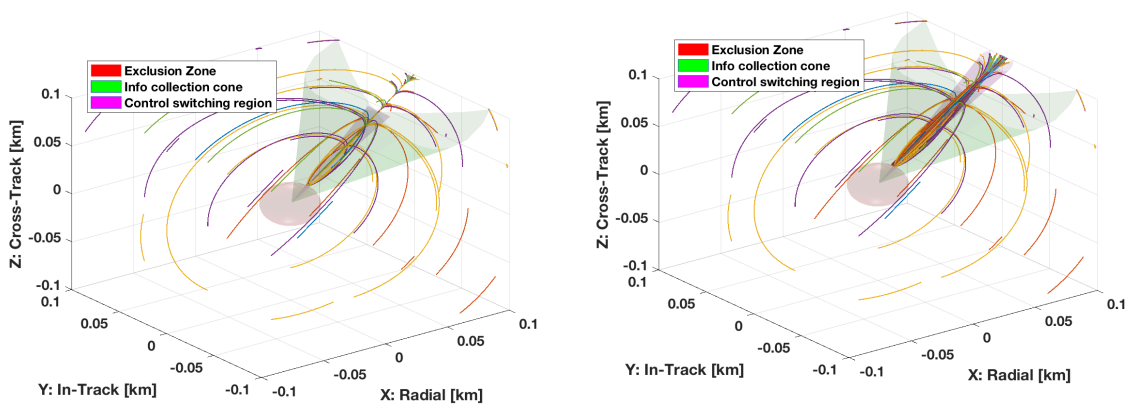 Exclusion Zone
Info collection cone
Control switching region
0.1
0.05
0
-0.05
-0.1
Z: Cross-Track [km]
0.1
0.05
0
-0.05
-0.1
Y: In-Track [km]
-0.1
-0.05
0
0.05
0.1
X: Radial [km]
Exclusion Zone
Info collection cone
Control switching region
0.1
0.05
0
-0.05
-0.1
Z: Cross-Track [km]
0.1
0.05
0
-0.05
-0.1
Y: In-Track [km]
-0.1
-0.05
0
0.05
0.1
X: Radial [km]